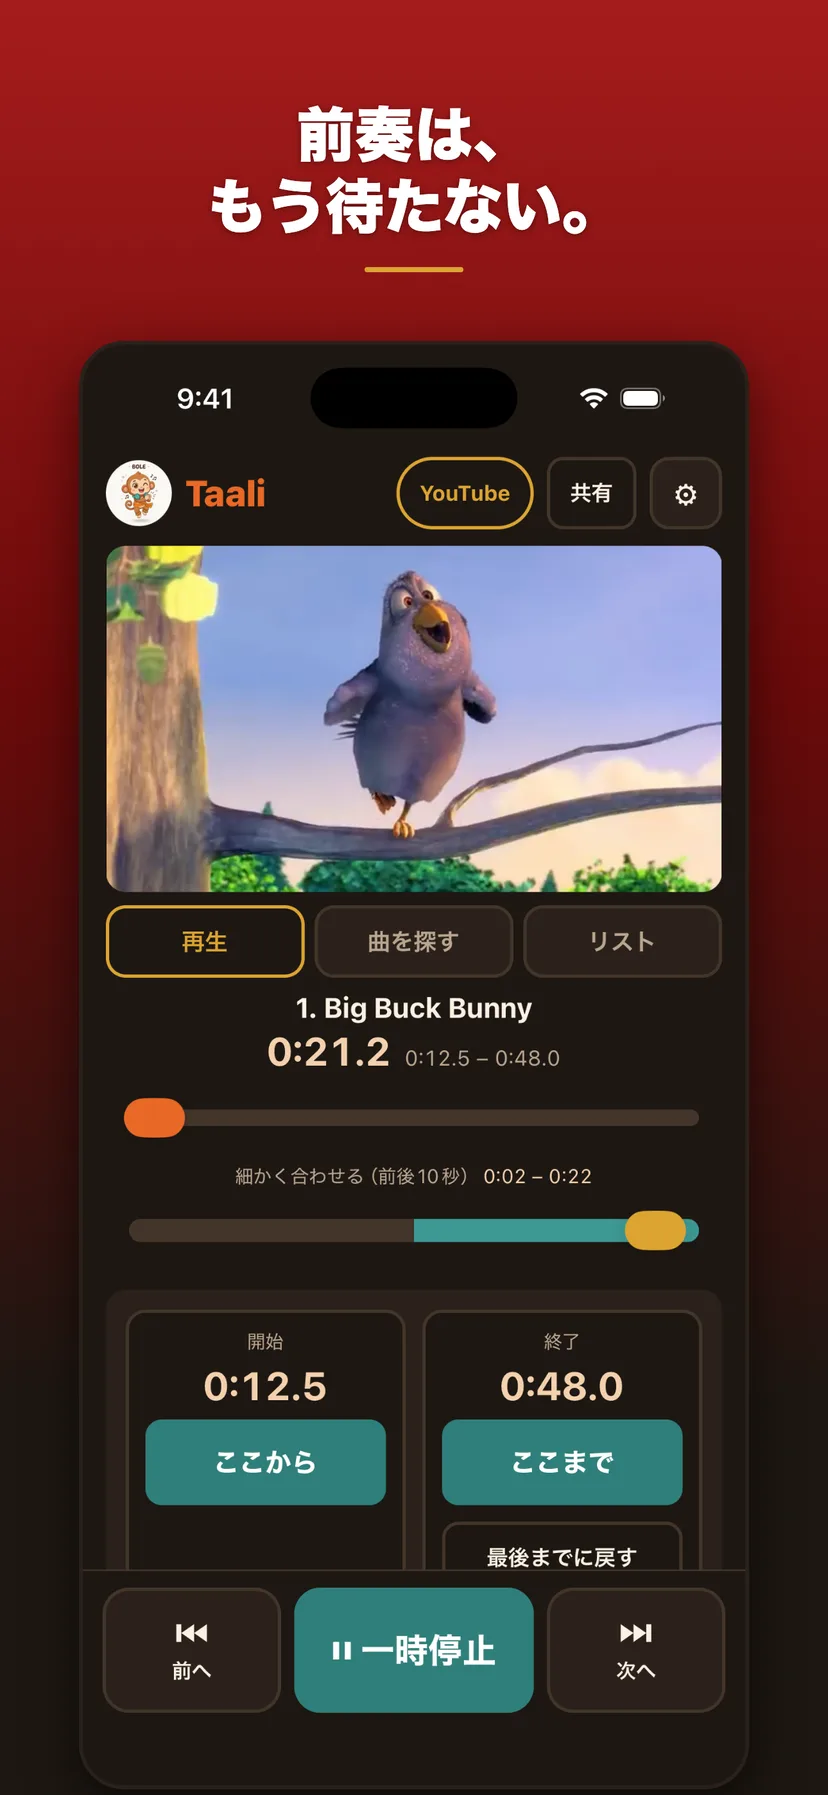 前奏は、
もう待たない。
9:41
BOLE
Taali
YouTube
共有
再生
曲を探す
リスト
1. Big Buck Bunny
0:21.2 0:12.5 – 0:48.0
細かく合わせる（前後10秒） 0:02 – 0:22
開始
0:12.5
ここから
終了
0:48.0
ここまで
最後までに戻す
前へ
一時停止
次へ